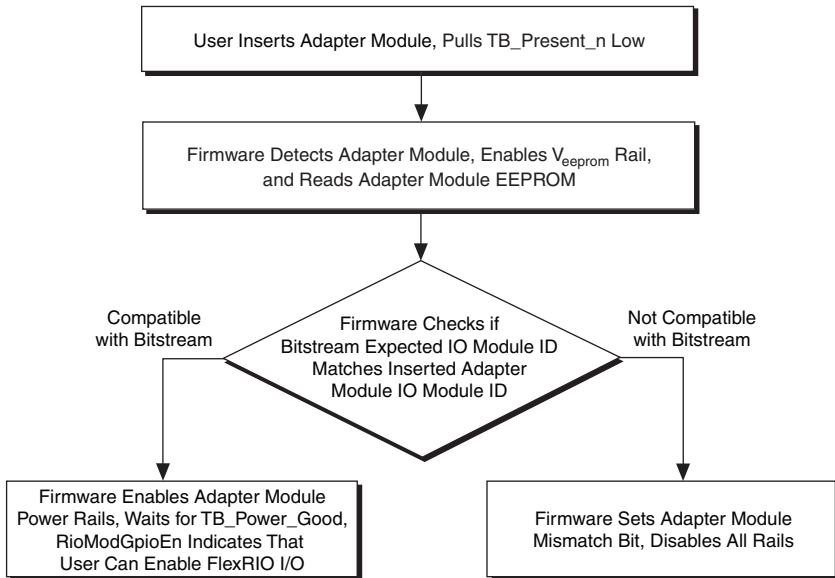 User Inserts Adapter Module, Pulls TB_Present_n Low
Firmware Detects Adapter Module, Enables Veeprom Rail,
and Reads Adapter Module EEPROM
Compatible
with Bitstream
Firmware Checks if
Bitstream Expected IO Module ID
Matches Inserted Adapter
Module IO Module ID
Not Compatible
with Bitstream
Firmware Enables Adapter Module
Power Rails, Waits for TB_Power_Good,
RioModGpioEn Indicates That
User Can Enable FlexRIO I/O
Firmware Sets Adapter Module
Mismatch Bit, Disables All Rails